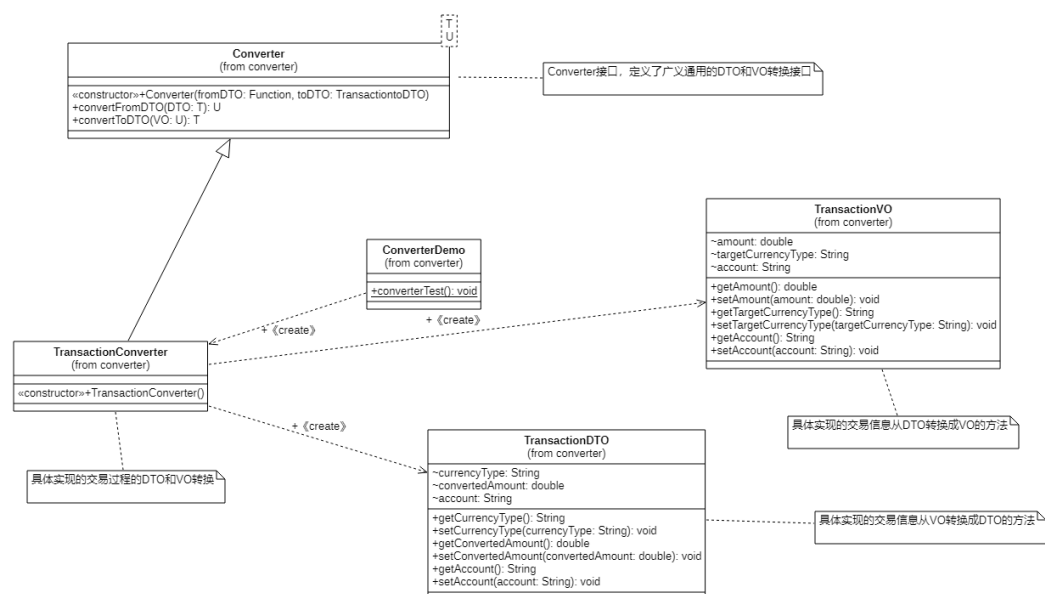 T
U
Converter
(from converter)
«constructor»+Converter(fromDTO: Function, toDTO: TransactiontoDTO)
+convertFromDTO(DTO: T): U
+convertToDTO(VO: U): T
Converter接口，定义了广义通用的DTO和VO转换接口
TransactionVO
(from converter)
~amount: double
~targetCurrencyType: String
~account: String
+getAmount(): double
+setAmount(amount: double): void
+getTargetCurrencyType(): String
+setTargetCurrencyType(targetCurrencyType: String): void
+getAccount(): String
+setAccount(account: String): void
ConverterDemo
(from converter)
+converterTest(): void
+《create》
+《create》
TransactionConverter
(from converter)
«constructor»+TransactionConverter()
+《create》
具体实现的交易信息从DTO转换成VO的方法
具体实现的交易过程的DTO和VO转换
TransactionDTO
(from converter)
~currencyType: String
~convertedAmount: double
~account: String
+getCurrencyType(): String
+setCurrencyType(currencyType: String): void
+getConvertedAmount(): double
+setConvertedAmount(convertedAmount: double): void
+getAccount(): String
+setAccount(account: String): void
具体实现的交易信息从VO转换成DTO的方法